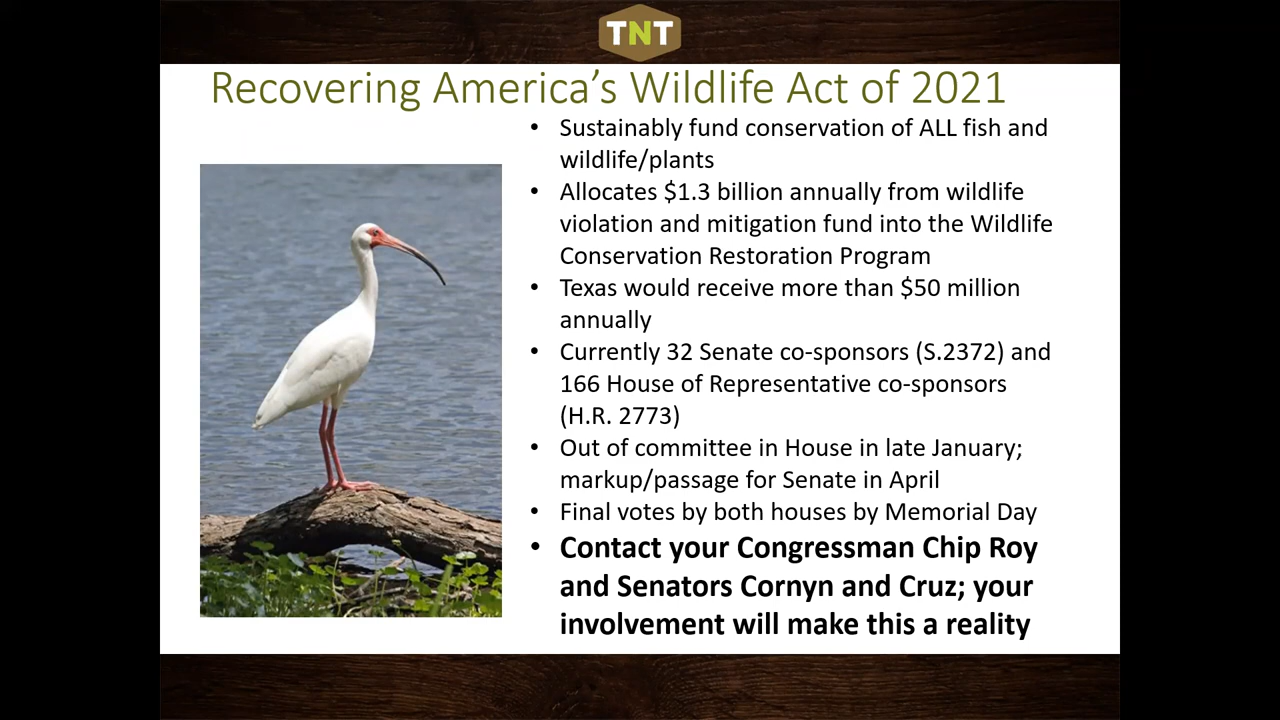 TNT
Recovering America’s Wildlife Act of 2021
• Sustainably fund conservation of ALL fish and
wildlife/plants
• Allocates $1.3 billion annually from wildlife
violation and mitigation fund into the Wildlife
Conservation Restoration Program
• Texas would receive more than $50 million
annually
• Currently 32 Senate co-sponsors (S.2372) and
166 House of Representative co-sponsors
(H.R. 2773)
• Out of committee in House in late January;
markup/passage for Senate in April
• Final votes by both houses by Memorial Day
• Contact your Congressman Chip Roy
and Senators Cornyn and Cruz; your
involvement will make this a reality